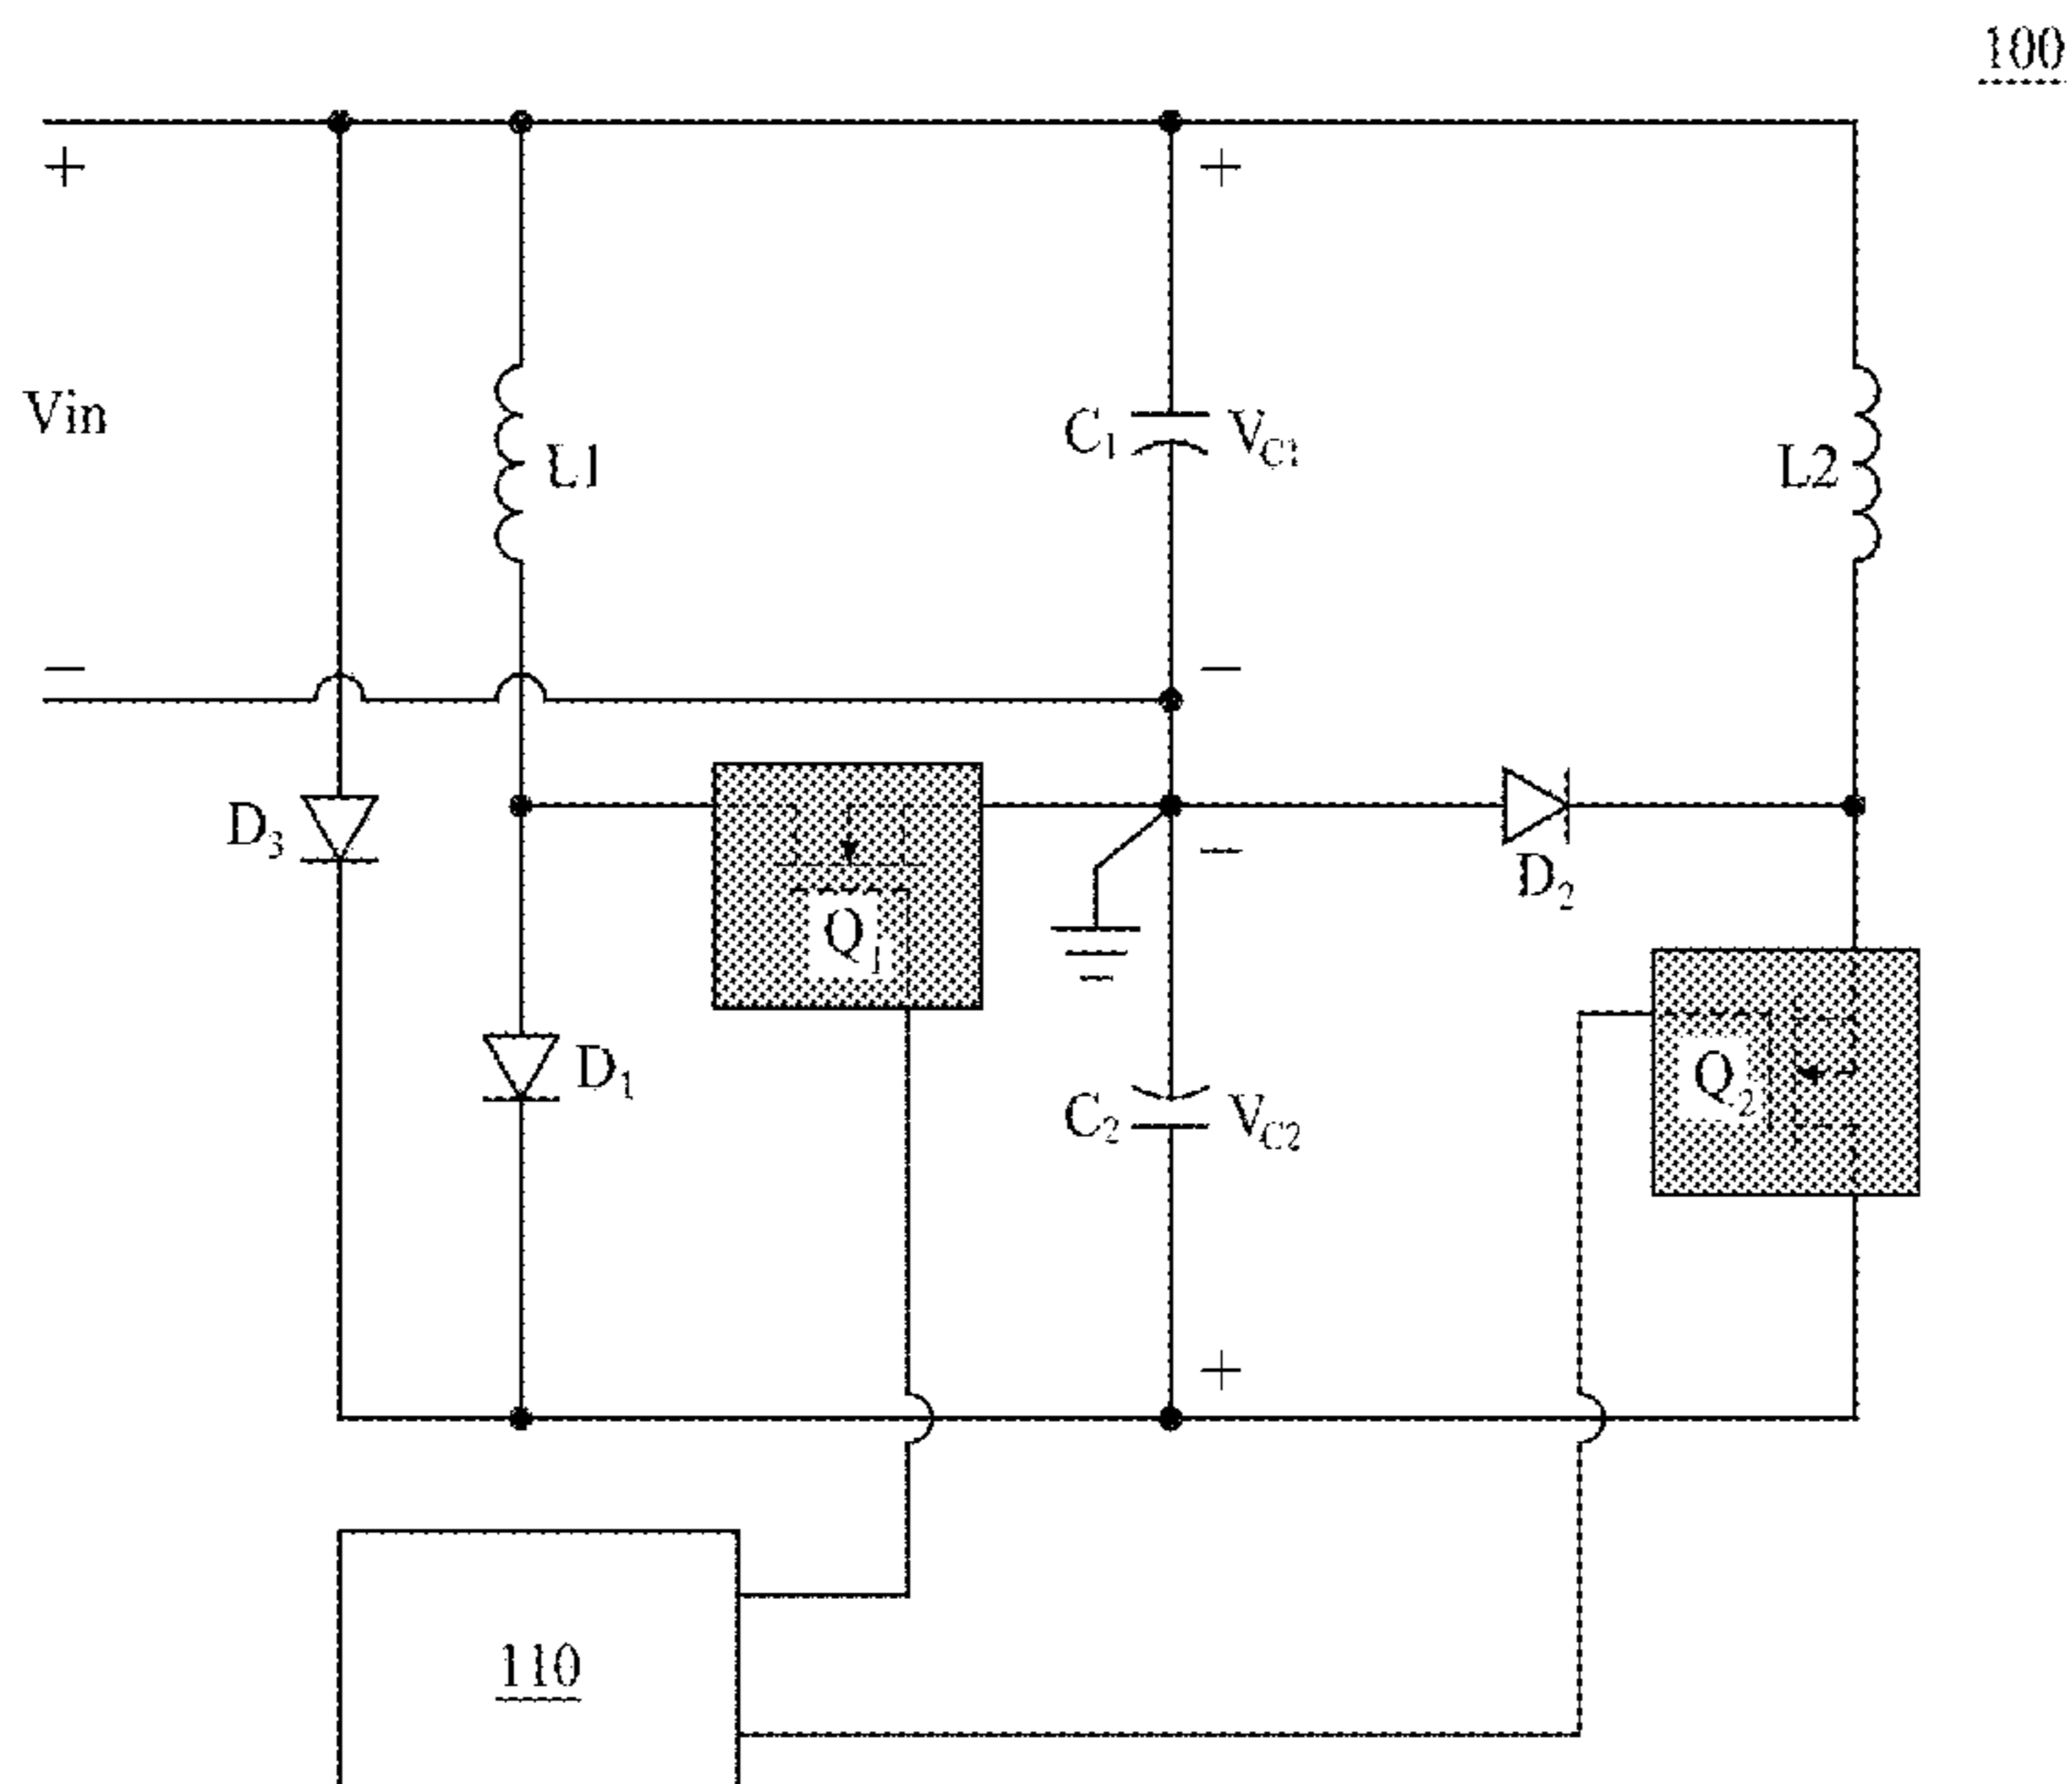 100
+
+
Vin
L1
C1
VC1
L2
−
−
D3
Q1
−
D2
D1
C2
VC2
Q2
+
110